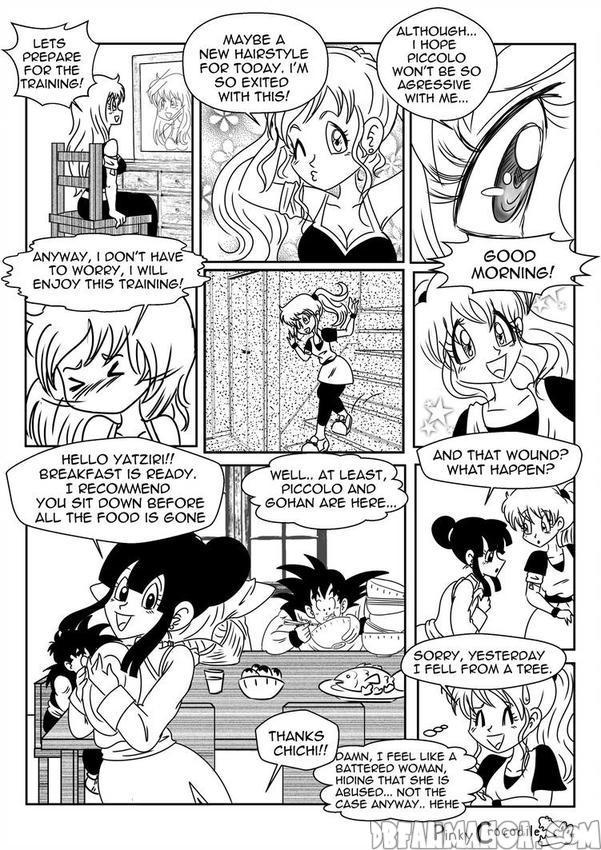 LETS
PREPARE
FOR THE
TRAINING!
MAYBE A
NEW HAIRSTYLE
FOR TODAY. I'M
SO EXITED
WITH THIS!
ALTHOUGH...
I HOPE
PICCOLO
WON'T BE SO
AGRESSIVE
WITH ME...
ANYWAY, I DON'T HAVE
TO WORRY, I WILL
ENJOY THIS TRAINING!
GOOD
MORNING!
HELLO YATZIRI!!
BREAKFAST IS READY.
I RECOMMEND
YOU SIT DOWN BEFORE
ALL THE FOOD IS GONE
WELL.. AT LEAST,
PICCOLO AND
GOHAN ARE HERE...
AND THAT WOUND?
WHAT HAPPEN?
SORRY, YESTERDAY
I FELL FROM A TREE.
THANKS
CHICHI!!
DAMN, I FEEL LIKE A
BATTERED WOMAN,
HIDING THAT SHE IS
ABUSED... NOT THE
CASE ANYWAY.. HEHE
Pinky Crocodile
DBFANMANGA.COM